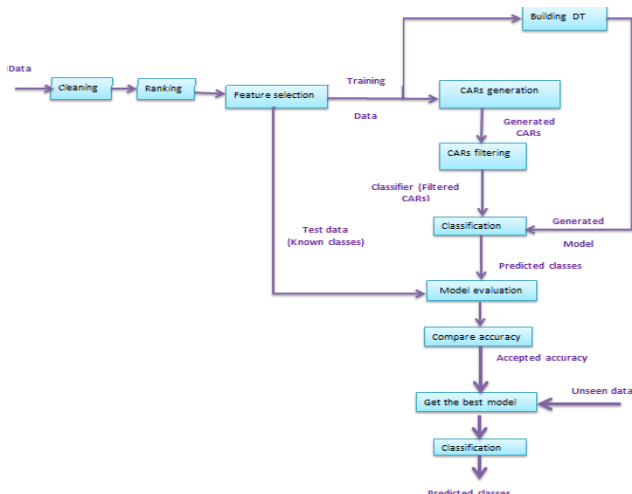 Building DT
Data
Cleaning
Ranking
Feature selection
Training
Data
CARs generation
Generated
CARs
CARs filtering
Classifier (Filtered
CARs)
Test data
(Known classes)
Classification
Generated
Model
Predicted classes
Model evaluation
Compare accuracy
Accepted accuracy
Get the best model
Unseen data
Classification
Predicted classes